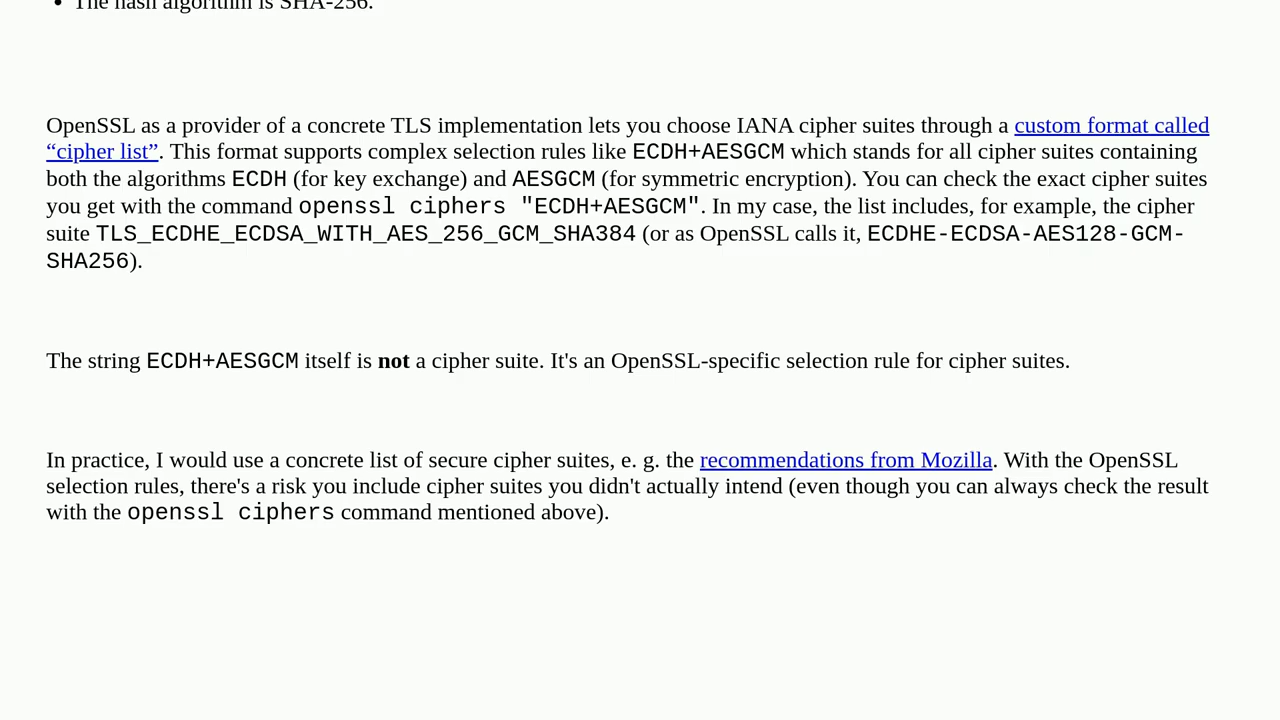 • The hash algorithm is SHA-256.
OpenSSL as a provider of a concrete TLS implementation lets you choose IANA cipher suites through a custom format called
“cipher list”. This format supports complex selection rules like ECDH+AESGCM which stands for all cipher suites containing
both the algorithms ECDH (for key exchange) and AESGCM (for symmetric encryption). You can check the exact cipher suites
you get with the command openssl ciphers "ECDH+AESGCM". In my case, the list includes, for example, the cipher
suite TLS_ECDHE_ECDSA_WITH_AES_256_GCM_SHA384 (or as OpenSSL calls it, ECDHE-ECDSA-AES128-GCM-
SHA256).
The string ECDH+AESGCM itself is not a cipher suite. It's an OpenSSL-specific selection rule for cipher suites.
In practice, I would use a concrete list of secure cipher suites, e. g. the recommendations from Mozilla. With the OpenSSL
selection rules, there's a risk you include cipher suites you didn't actually intend (even though you can always check the result
with the openssl ciphers command mentioned above).